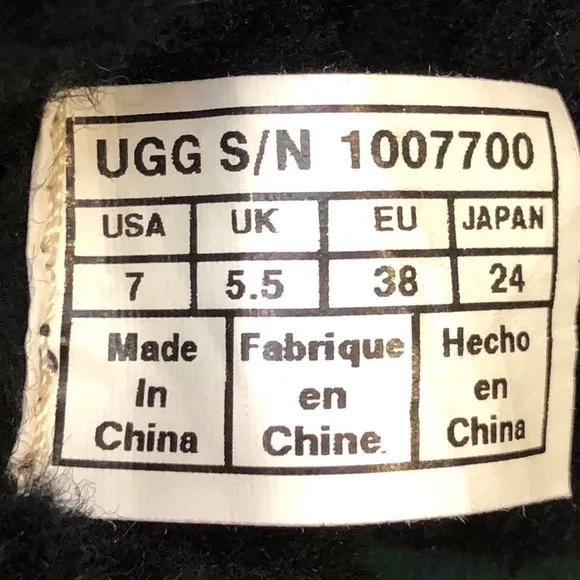 UGG S/N 1007700
USA UK EU JAPAN
7 5.5 38 24
Made
In
China
Fabrique
en
Chine
Hecho
en
China